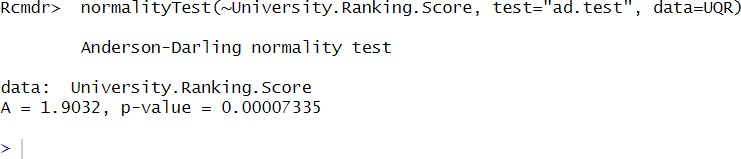 Rcmdr>  normalityTest(~University.Ranking.Score, test="ad.test", data=UQR)
Anderson-Darling normality test
data:  University.Ranking.Score
A = 1.9032, p-value = 0.00007335
>